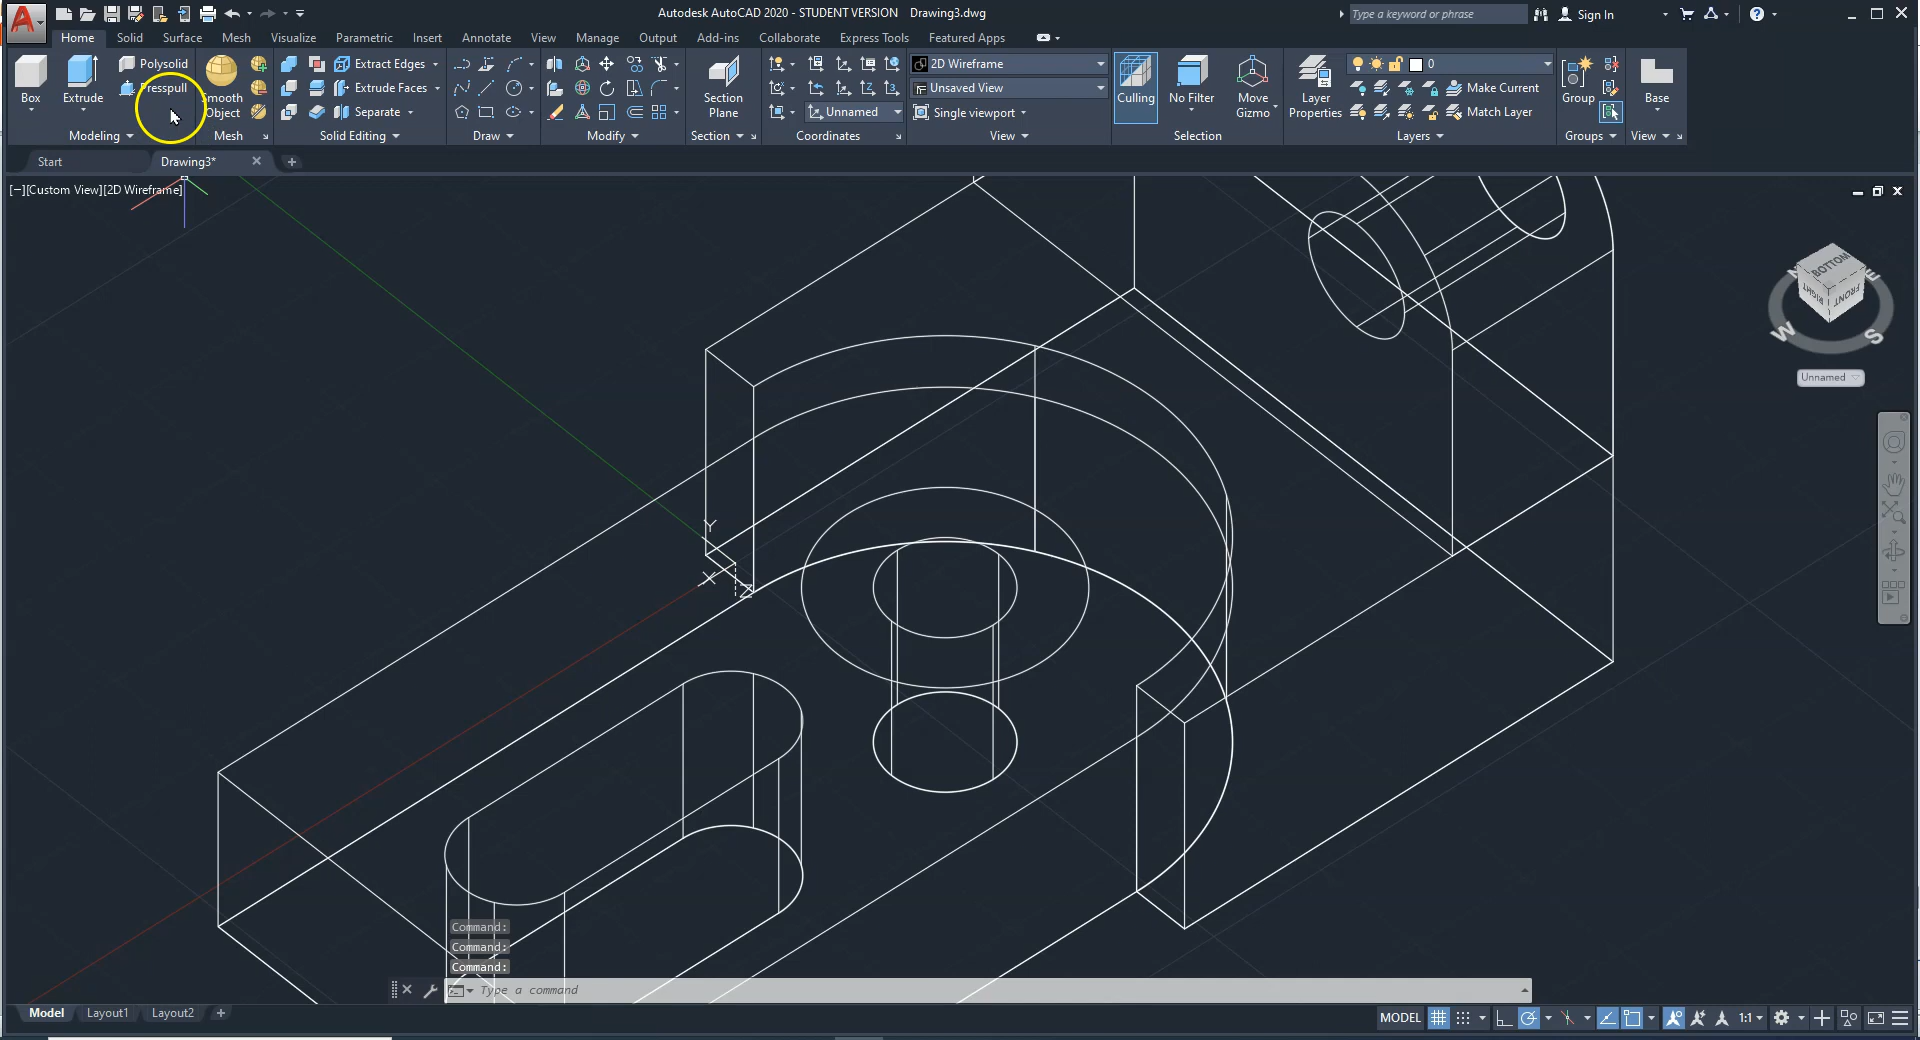 Autodesk AutoCAD 2020 - STUDENT VERSION Drawing3.dwg
Type a keyword or phrase
Sign In
Home Solid Surface Mesh Visualize Parametric Insert Annotate View Manage Output Add-ins Collaborate Express Tools Featured Apps
Polysolid
Presspull
Box
Extrude
Smooth
Object
Extract Edges
Extrude Faces
Separate
Section
Plane
Unnamed
2D Wireframe
Unsaved View
Single viewport
Culling
No Filter
Move
Gizmo
Layer
Properties
0
Make Current
Match Layer
Group
Base
Modeling Mesh Solid Editing Draw Modify Section Coordinates View Selection Layers Groups View
Start
Drawing3*
[−][Custom View][2D Wireframe]
BOTTOM
RIGHT
FRONT
N
E
W
S
Unnamed
Y
X
Z
Command:
Command:
Command:
Type a command
Model Layout1 Layout2
MODEL
1:1